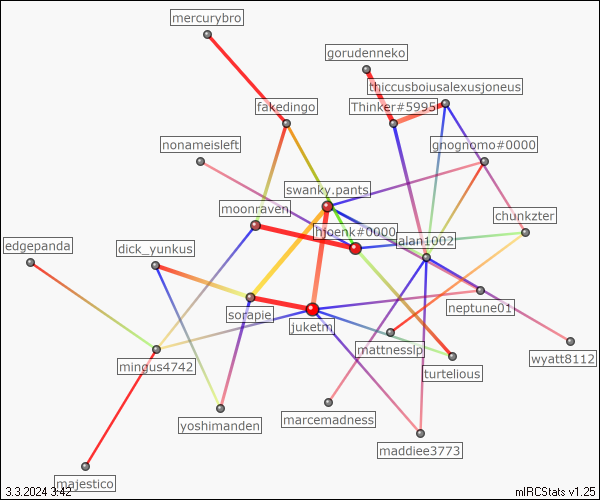 mercurybro
gorudenneko
thiccusboiusalexusjoneus
fakedingo
Thinker#5995
nonameisleft
gnognomo#0000
swanky.pants
moonraven
chunkzter
hjoenk#0000
edgepanda
dick_yunkus
alan1002
sorapie
neptune01
juketm
mattnesslp
wyatt8112
mingus4742
turtelious
yoshimanden
marcemadness
maddiee3773
majestico
3.3.2024 3:42
mIRCStats v1.25